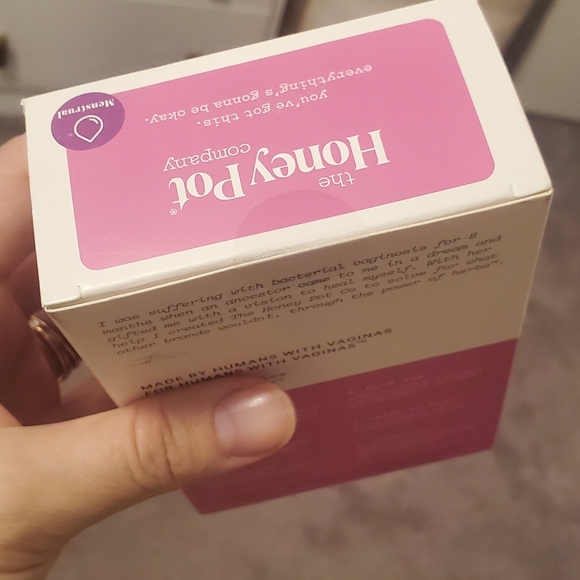 Menstrual
the
Honey Pot®
company
you've got this.
everything's gonna be okay.
I was suffering with bacterial vaginosis for 8
months when an ancestor came to me in a dream and
gifted me with a vision to heal myself. With her
help I created The Honey Pot Co to solve for what
other brands wouldn't, through the power of herbs™.
MADE BY HUMANS WITH VAGINAS
FOR HUMANS WITH VAGINAS™